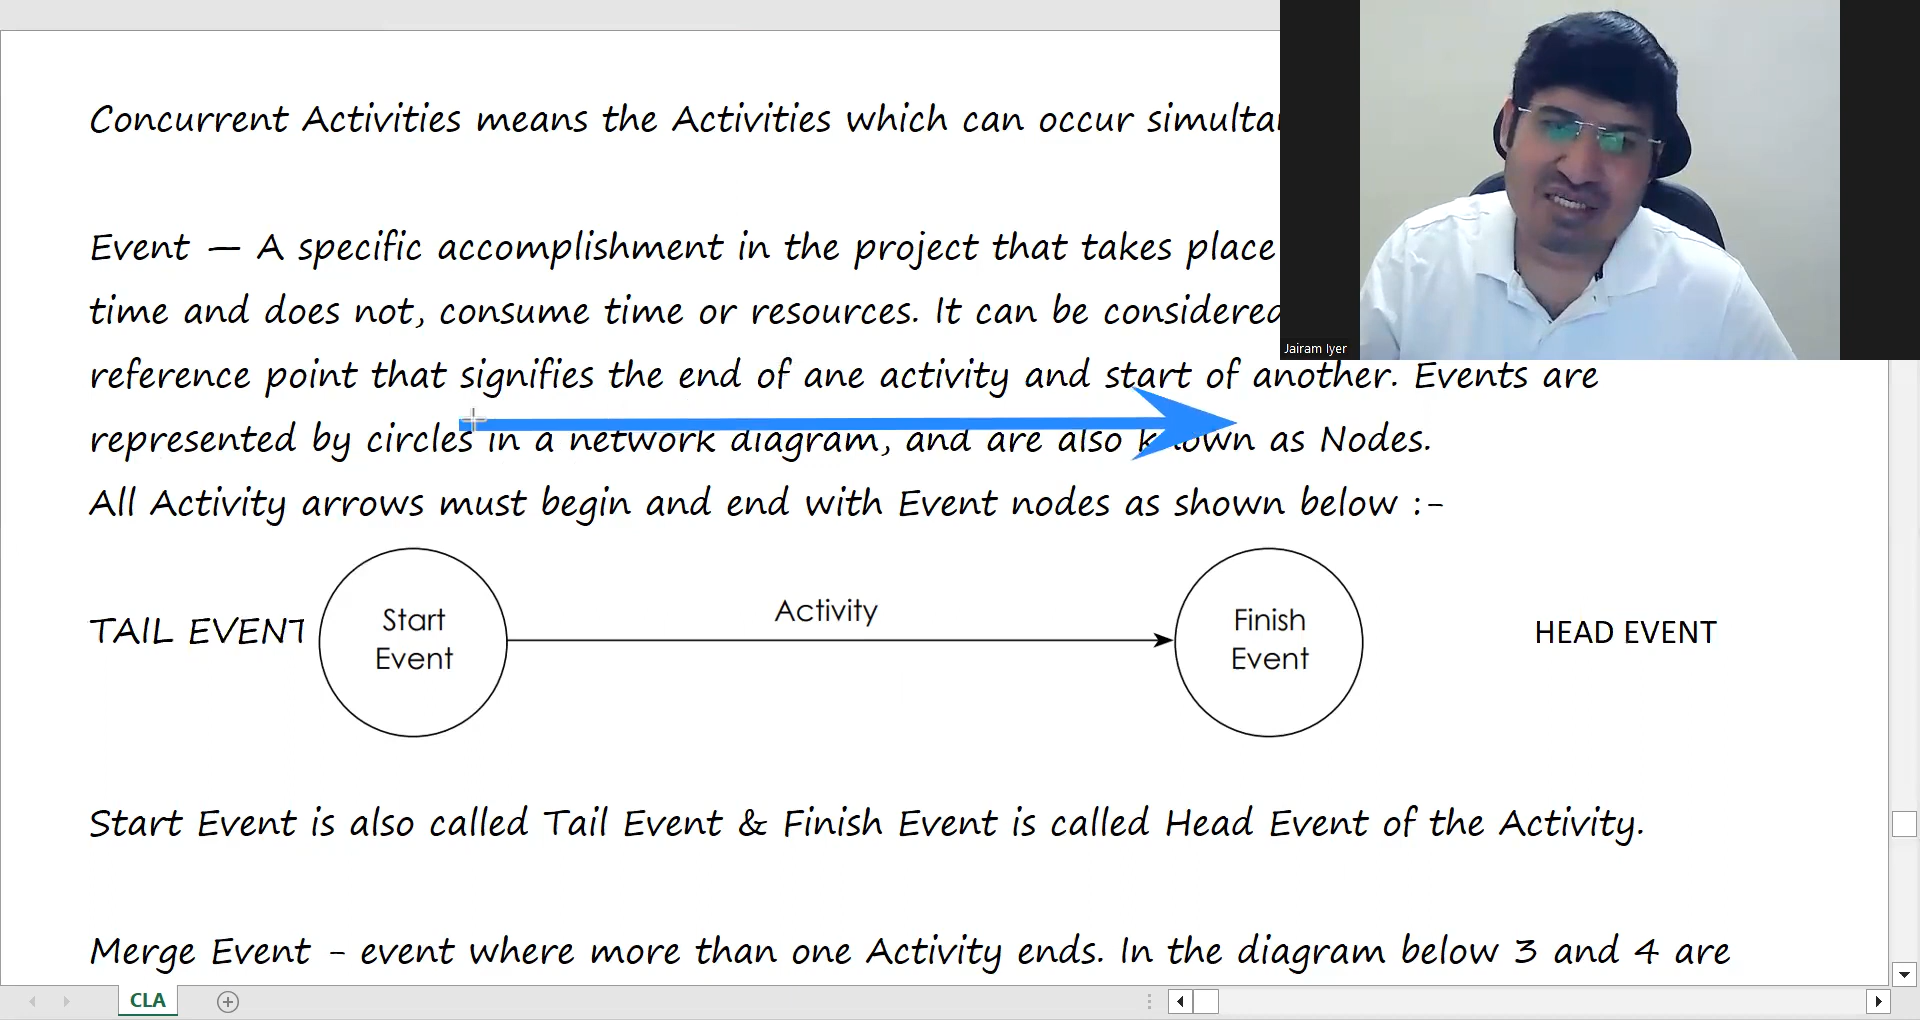 Concurrent Activities means the Activities which can occur
Event — A specific accomplishment in the project that takes place
time and does not, consume time or resources. It can be considered
reference point that signifies the end of ane activity and start of another. Events are
represented by circles in a network diagram, and are also known as Nodes.
All Activity arrows must begin and end with Event nodes as shown below :-
TAIL EVENT
Start
Event
Activity
Finish
Event
HEAD EVENT
Start Event is also called Tail Event & Finish Event is called Head Event of the Activity.
Merge Event - event where more than one Activity ends. In the diagram below 3 and 4 are
Jairam Iyer
CLA